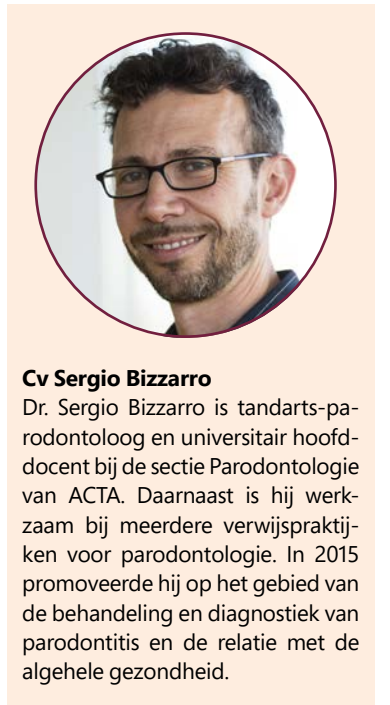 Cv Sergio Bizzarro
Dr. Sergio Bizzarro is tandarts-pa-
rodontoloog en universitair hoofd-
docent bij de sectie Parodontologie
van ACTA. Daarnaast is hij werk-
zaam bij meerdere verwijspraktij-
ken voor parodontologie. In 2015
promoveerde hij op het gebied van
de behandeling en diagnostiek van
parodontitis en de relatie met de
algehele gezondheid.